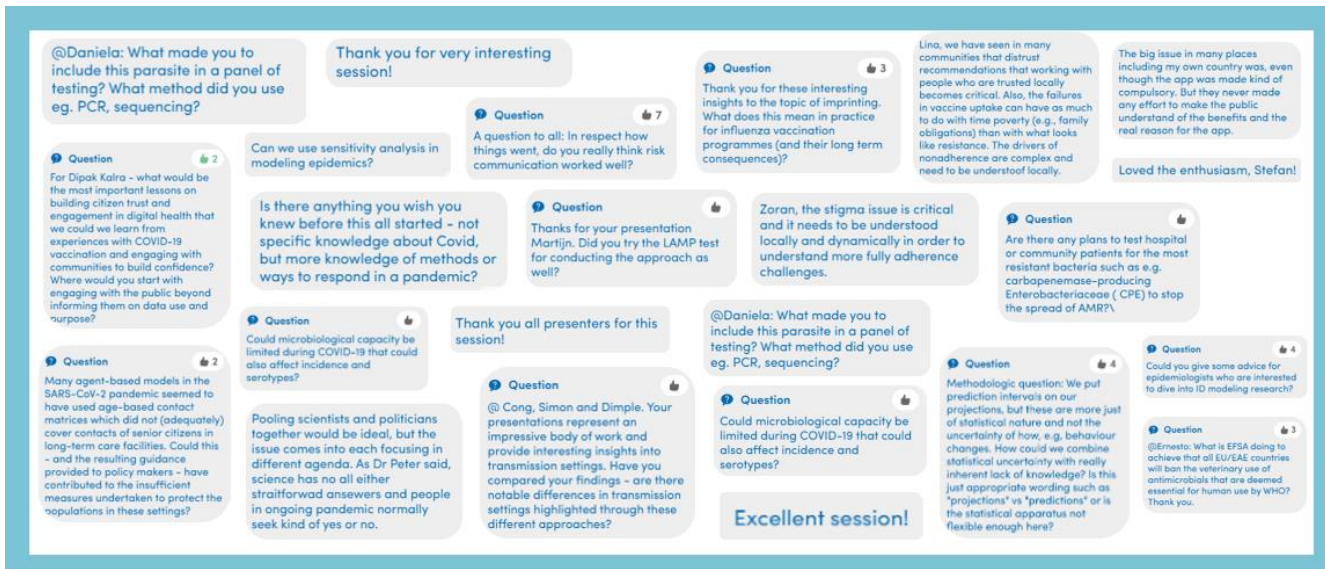 @Daniela: What made you to
include this parasite in a panel of
testing? What method did you use
eg. PCR, sequencing?
Thank you for very interesting
session!
Question 3
Thank you for these interesting
insights to the topic of imprinting.
What does this mean in practice
for influenza vaccination
programmes (and their long term
consequences)?
Lina, we have seen in many
communities that distrust
recommendations that working with
people who are trusted locally
becomes critical. Also, the failures
in vaccine uptake can have as much
to do with time poverty (e.g., family
obligations) than with what looks
like resistance. The drivers of
nonadherence are complex and
need to be understoof locally.
The big issue in many places
including my own country was, even
though the app was made kind of
compulsory. But they never made
any effort to make the public
understand of the benefits and the
real reason for the app.
Question 7
A question to all: In respect how
things went, do you really think risk
communication worked well?
Can we use sensitivity analysis in
modeling epidemics?
Question 2
For Dipak Kalra - what would be
the most important lessons on
building citizen trust and
engagement in digital health that
we could we learn from
experiences with COVID-19
vaccination and engaging with
communities to build confidence?
Where would you start with
engaging with the public beyond
informing them on data use and
purpose?
Loved the enthusiasm, Stefan!
Is there anything you wish you
knew before this all started - not
specific knowledge about Covid,
but more knowledge of methods or
ways to respond in a pandemic?
Question
Thanks for your presentation
Martijn. Did you try the LAMP test
for conducting the approach as
well?
Zoran, the stigma issue is critical
and it needs to be understood
locally and dynamically in order to
understand more fully adherence
challenges.
Question
Are there any plans to test hospital
or community patients for the most
resistant bacteria such as e.g.
carbapenemase-producing
Enterobacteriaceae ( CPE) to stop
the spread of AMR?\
Question
Could microbiological capacity be
limited during COVID-19 that could
also affect incidence and
serotypes?
Thank you all presenters for this
session!
@Daniela: What made you to
include this parasite in a panel of
testing? What method did you use
eg. PCR, sequencing?
Question 2
Many agent-based models in the
SARS-CoV-2 pandemic seemed to
have used age-based contact
matrices which did not (adequately)
cover contacts of senior citizens in
long-term care facilities. Could this
- and the resulting guidance
provided to policy makers - have
contributed to the insufficient
measures undertaken to protect the
populations in these settings?
Pooling scientists and politicians
together would be ideal, but the
issue comes into each focusing in
different agenda. As Dr Peter said,
science has no all either
straitforwad ansewers and people
in ongoing pandemic normally
seek kind of yes or no.
Question
@ Cong, Simon and Dimple. Your
presentations represent an
impressive body of work and
provide interesting insights into
transmission settings. Have you
compared your findings - are there
notable differences in transmission
settings highlighted through these
different approaches?
Question
Could microbiological capacity be
limited during COVID-19 that could
also affect incidence and
serotypes?
Excellent session!
Question 4
Methodologic question: We put
prediction intervals on our
projections, but these are more just
of statistical nature and not the
uncertainty of how, e.g. behaviour
changes. How could we combine
statistical uncertainty with really
inherent lack of knowledge? Is this
just appropriate wording such as
"projections" vs "predictions" or is
the statistical apparatus not
flexible enough here?
Question 4
Could you give some advice for
epidemiologists who are interested
to dive into ID modeling research?
Question 3
@Ernesto: What is EFSA doing to
achieve that all EU/EAE countries
will ban the veterinary use of
antimicrobials that are deemed
essential for human use by WHO?
Thank you.